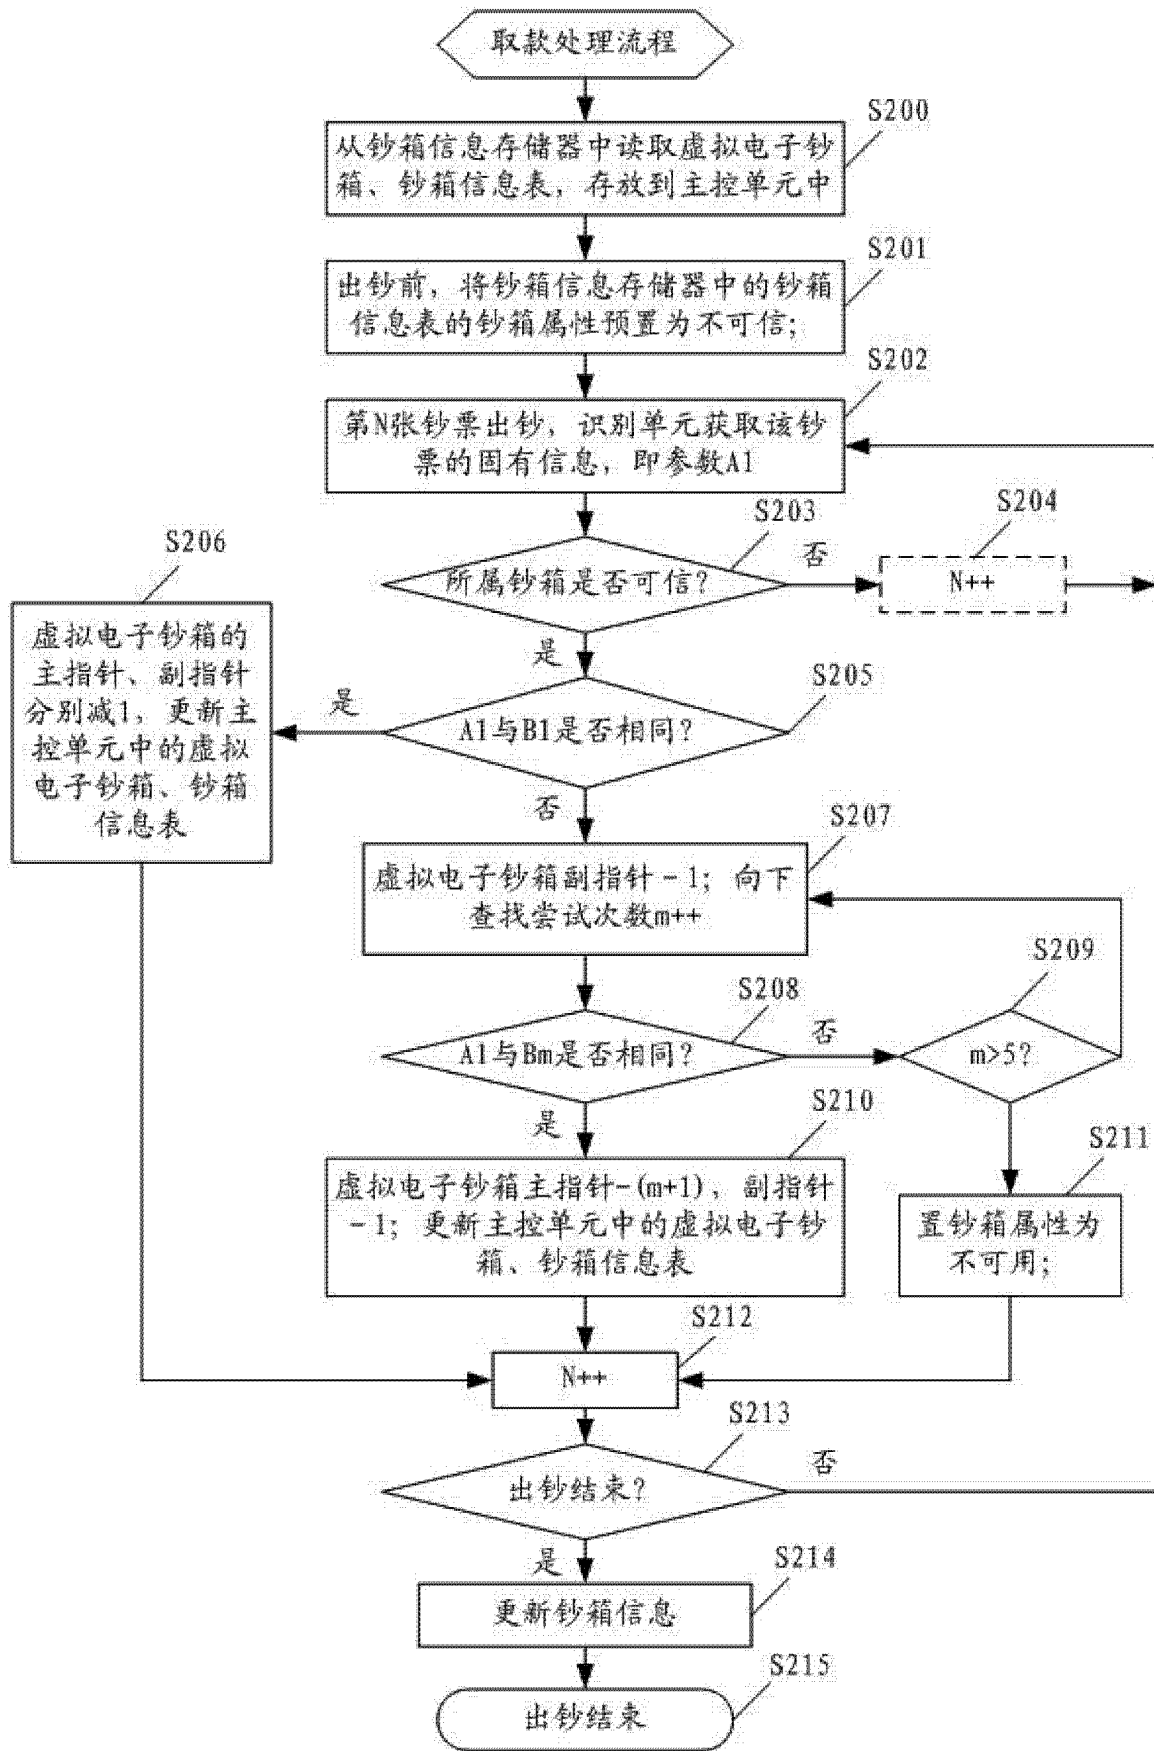 取款处理流程
S200
从钞箱信息存储器中读取虚拟电子钞
箱、钞箱信息表，存放到主控单元中
S201
出钞前，将钞箱信息存储器中的钞箱
信息表的钞箱属性预置为不可信；
S202
第N张钞票出钞，识别单元获取该钞
票的固有信息，即参数A1
S203
所属钞箱是否可信？
否
S204
N++
是
S205
A1与B1是否相同？
是
S206
虚拟电子钞箱的
主指针、副指针
分别减1，更新主
控单元中的虚拟
电子钞箱、钞箱
信息表
否
S207
虚拟电子钞箱副指针-1；向下
查找尝试次数m++
S208
A1与Bm是否相同？
否
S209
m>5?
是
S210
虚拟电子钞箱主指针-(m+1)，副指针
-1；更新主控单元中的虚拟电子钞
箱、钞箱信息表
S211
置钞箱属性为
不可用；
S212
N++
S213
出钞结束？
否
是
S214
更新钞箱信息
S215
出钞结束